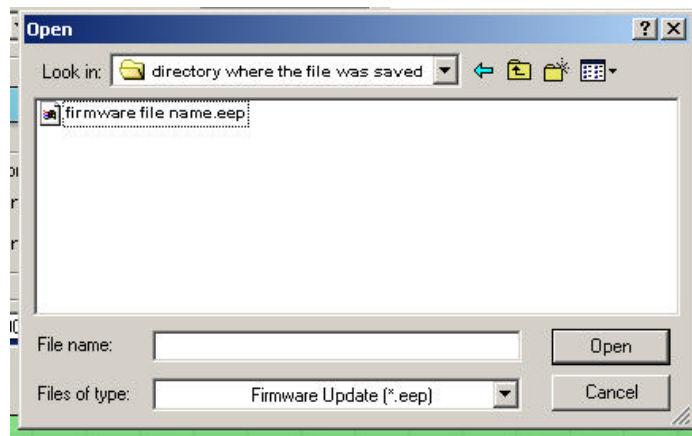 Open
Look in: directory where the file was saved
firmware file name.eep
File name:
Open
Files of type: Firmware Update (*.eep)
Cancel